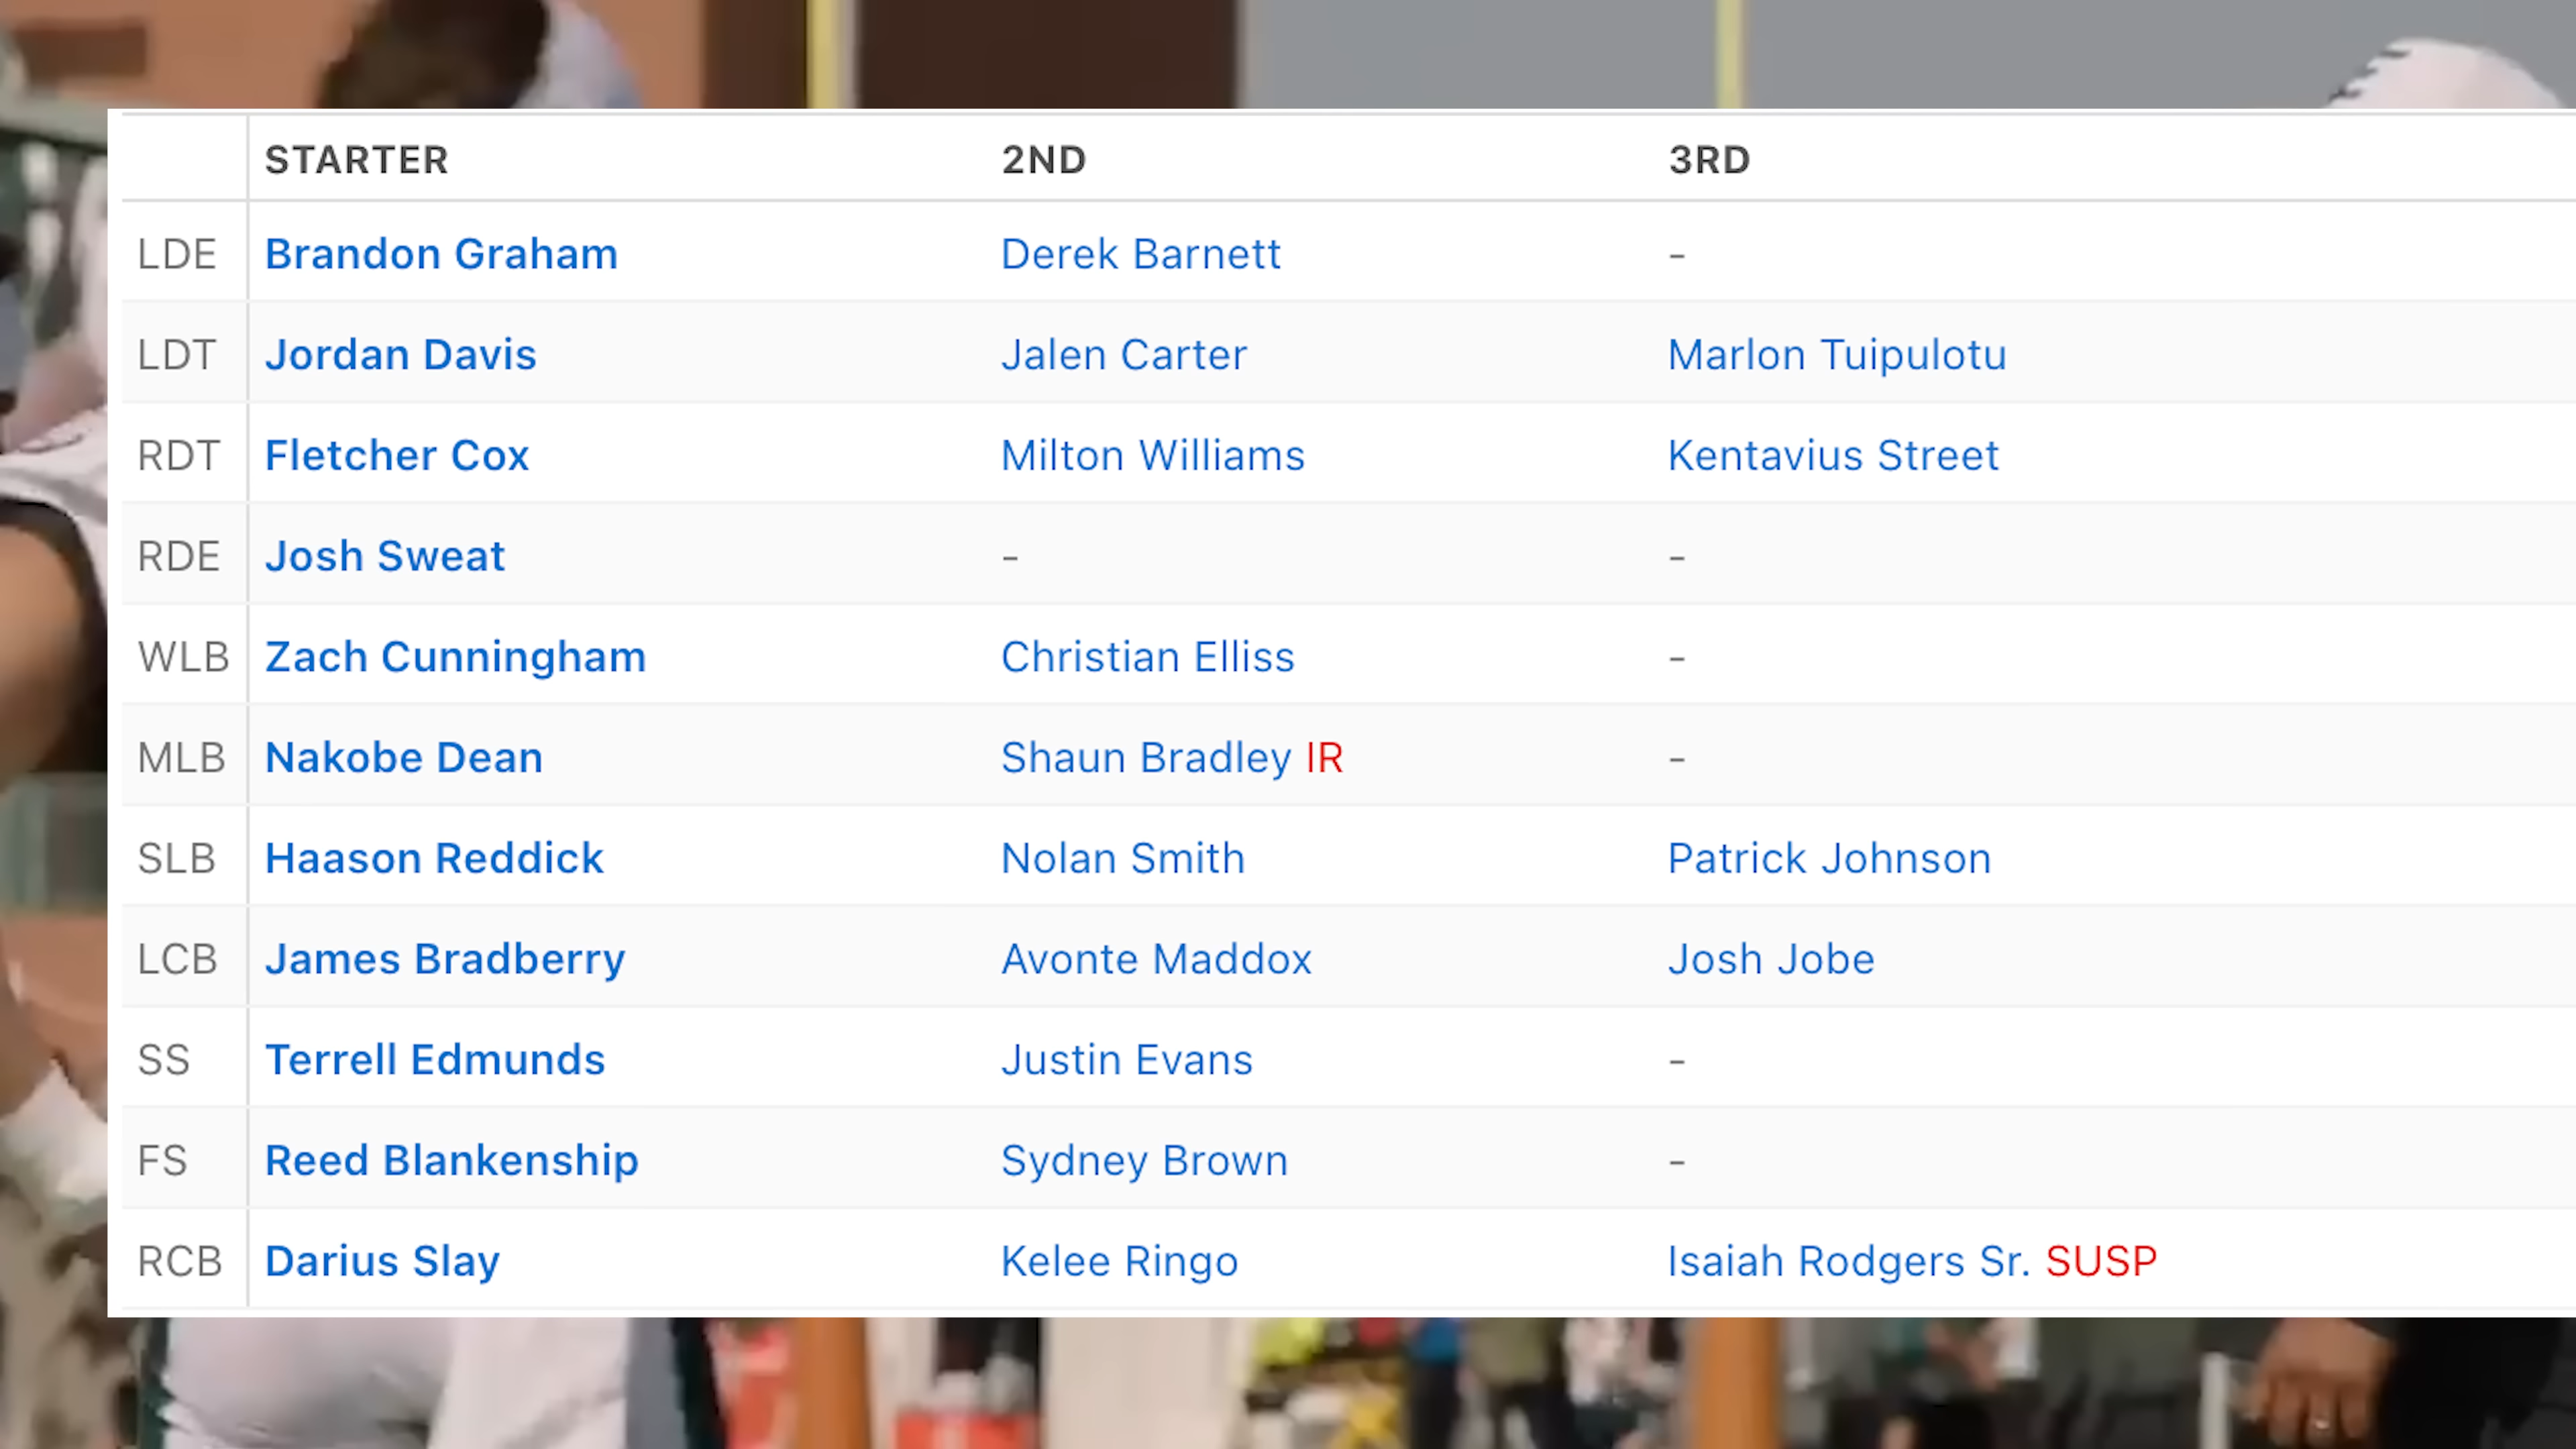 STARTER 2ND 3RD
LDE Brandon Graham Derek Barnett -
LDT Jordan Davis Jalen Carter Marlon Tuipulotu
RDT Fletcher Cox Milton Williams Kentavius Street
RDE Josh Sweat - -
WLB Zach Cunningham Christian Elliss -
MLB Nakobe Dean Shaun Bradley IR -
SLB Haason Reddick Nolan Smith Patrick Johnson
LCB James Bradberry Avonte Maddox Josh Jobe
SS Terrell Edmunds Justin Evans -
FS Reed Blankenship Sydney Brown -
RCB Darius Slay Kelee Ringo Isaiah Rodgers Sr. SUSP